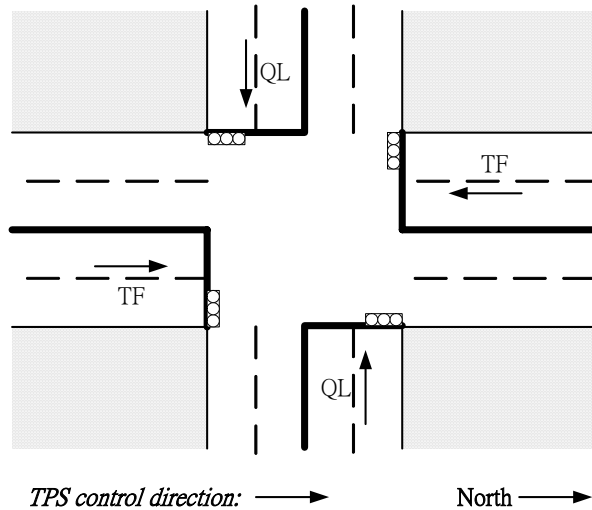 QL
TF
TF
QL
TPS control direction:
North